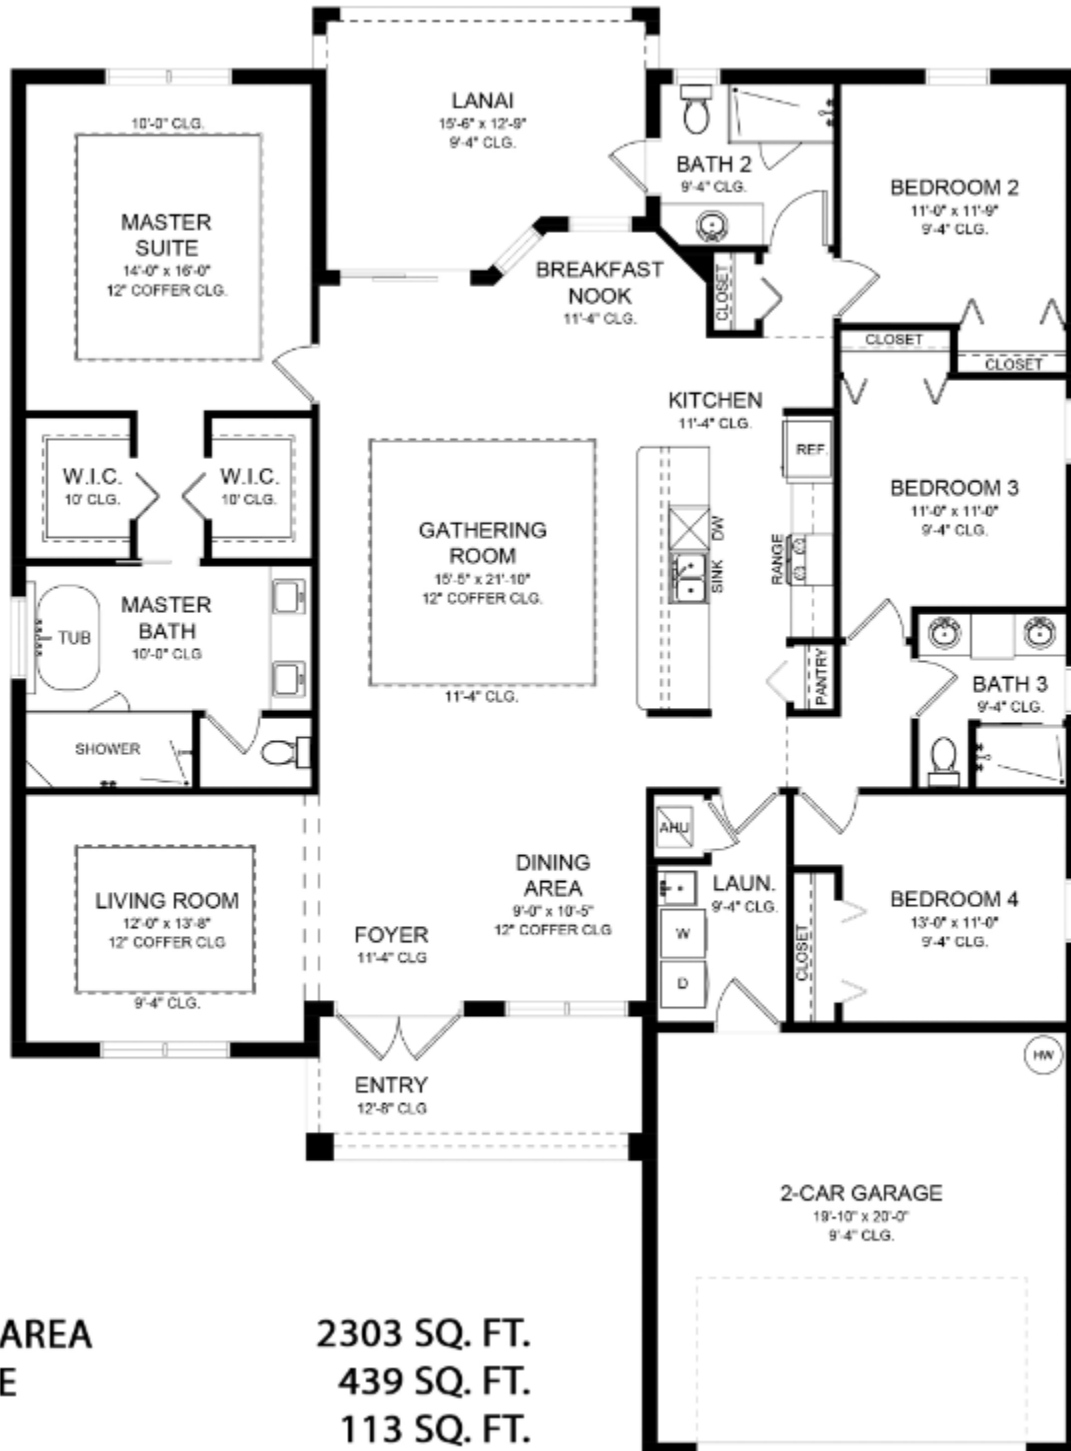 LANAI
15'-6" x 12'-9"
9'-4" CLG.
10'-0" CLG.
MASTER
SUITE
14'-0" x 16'-0"
12" COFFER CLG.
BATH 2
9'-4" CLG.
BEDROOM 2
11'-0" x 11'-9"
9'-4" CLG.
BREAKFAST
NOOK
11'-4" CLG.
CLOSET
CLOSET
CLOSET
KITCHEN
11'-4" CLG.
REF.
W.I.C.
10' CLG.
W.I.C.
10' CLG.
GATHERING
ROOM
15'-5" x 21'-10"
12" COFFER CLG.
11'-4" CLG.
DW
SINK
RANGE
BEDROOM 3
11'-0" x 11'-0"
9'-4" CLG.
MASTER
BATH
10'-0" CLG
TUB
SHOWER
PANTRY
BATH 3
9'-4" CLG.
AHU
LAUN.
9'-4" CLG.
W
D
CLOSET
BEDROOM 4
13'-0" x 11'-0"
9'-4" CLG.
LIVING ROOM
12'-0" x 13'-8"
12" COFFER CLG
9'-4" CLG.
DINING
AREA
9'-0" x 10'-5"
12" COFFER CLG
FOYER
11'-4" CLG
ENTRY
12'-8" CLG
HW
2-CAR GARAGE
19'-10" x 20'-0"
9'-4" CLG.
AREA 2303 SQ. FT.
E 439 SQ. FT.
113 SQ. FT.